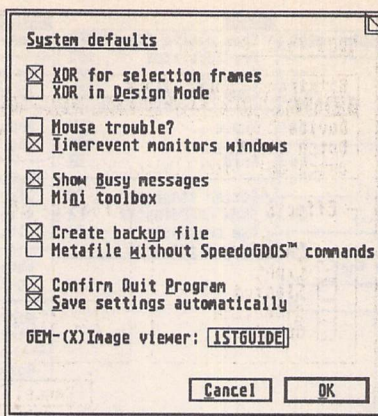 System defaults
XOR for selection frames
XOR in Design Mode
Mouse trouble?
Timerevent monitors windows
Show Busy messages
Mini toolbox
Create backup file
Metafile without SpeedoGDOS™ commands
Confirm Quit Program
Save settings automatically
GEM-(X)Image viewer: 1STGUIDE
Cancel OK